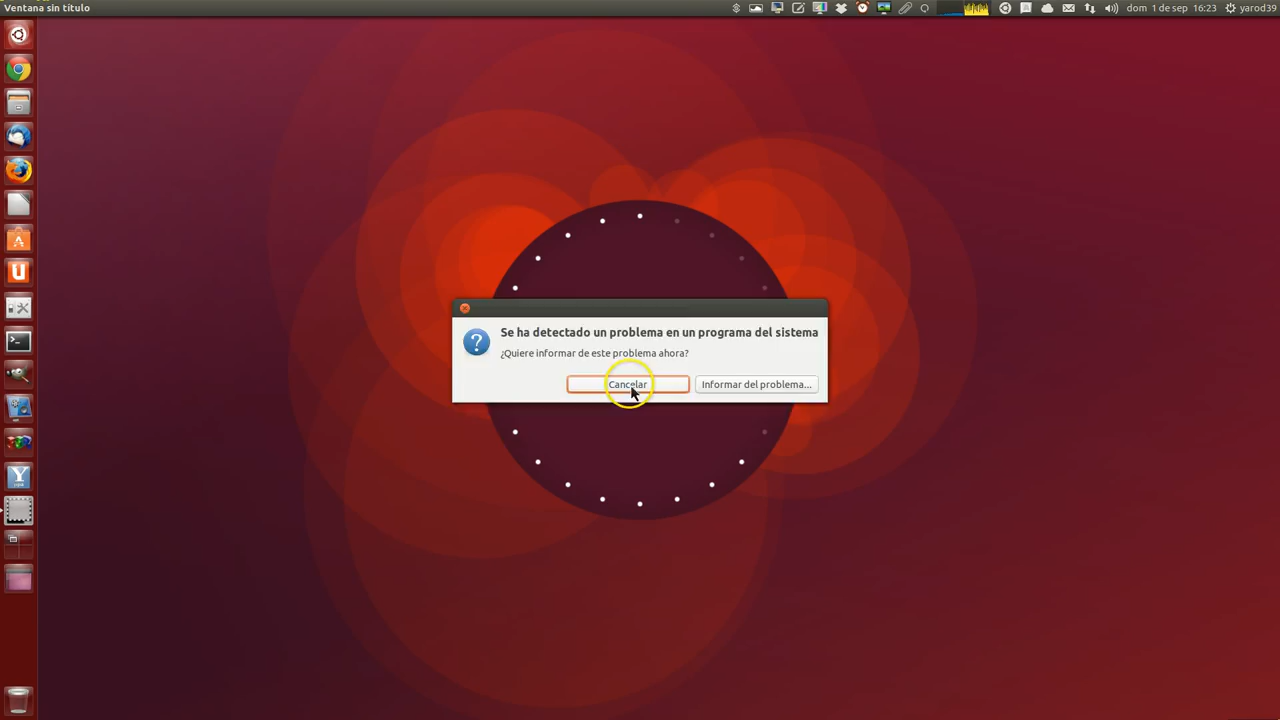 Ventana sin título
dom 1 de sep 16:23 yarod39
Se ha detectado un problema en un programa del sistema
¿Quiere informar de este problema ahora?
Cancelar Informar del problema...